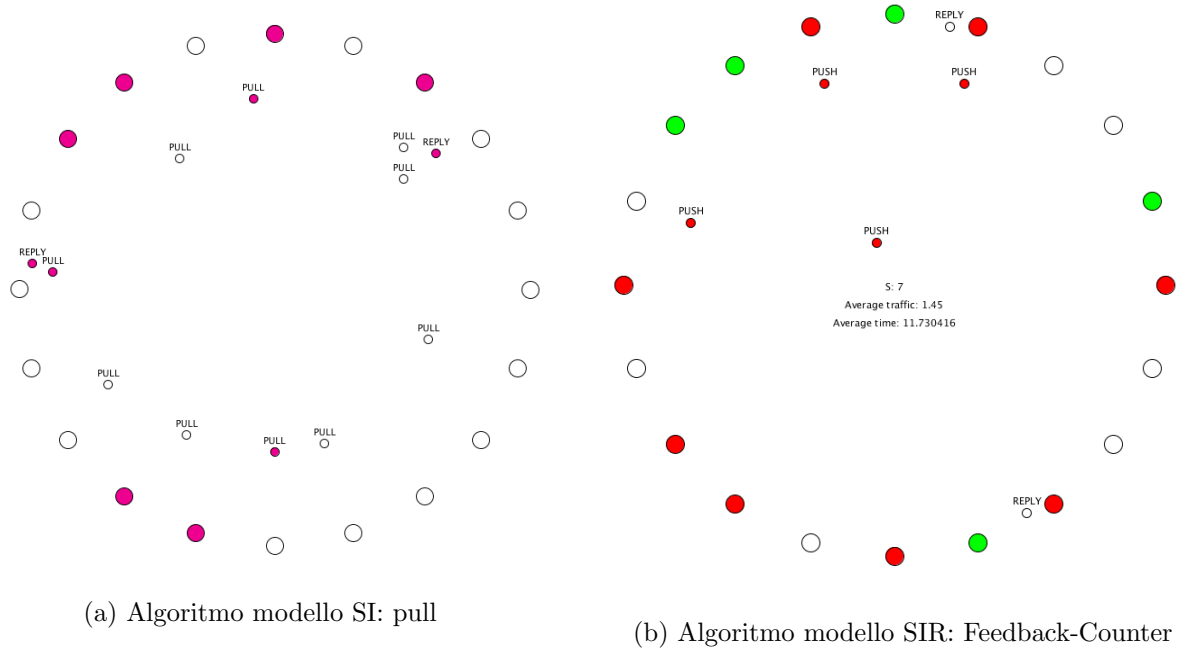 PULL
PULL
PULL
REPLY
PULL
REPLY
PULL
PULL
PULL
PULL
PULL
PULL
(a) Algoritmo modello SI: pull
REPLY
PUSH
PUSH
PUSH
PUSH
S: 7
Average traffic: 1.45
Average time: 11.730416
REPLY
(b) Algoritmo modello SIR: Feedback-Counter